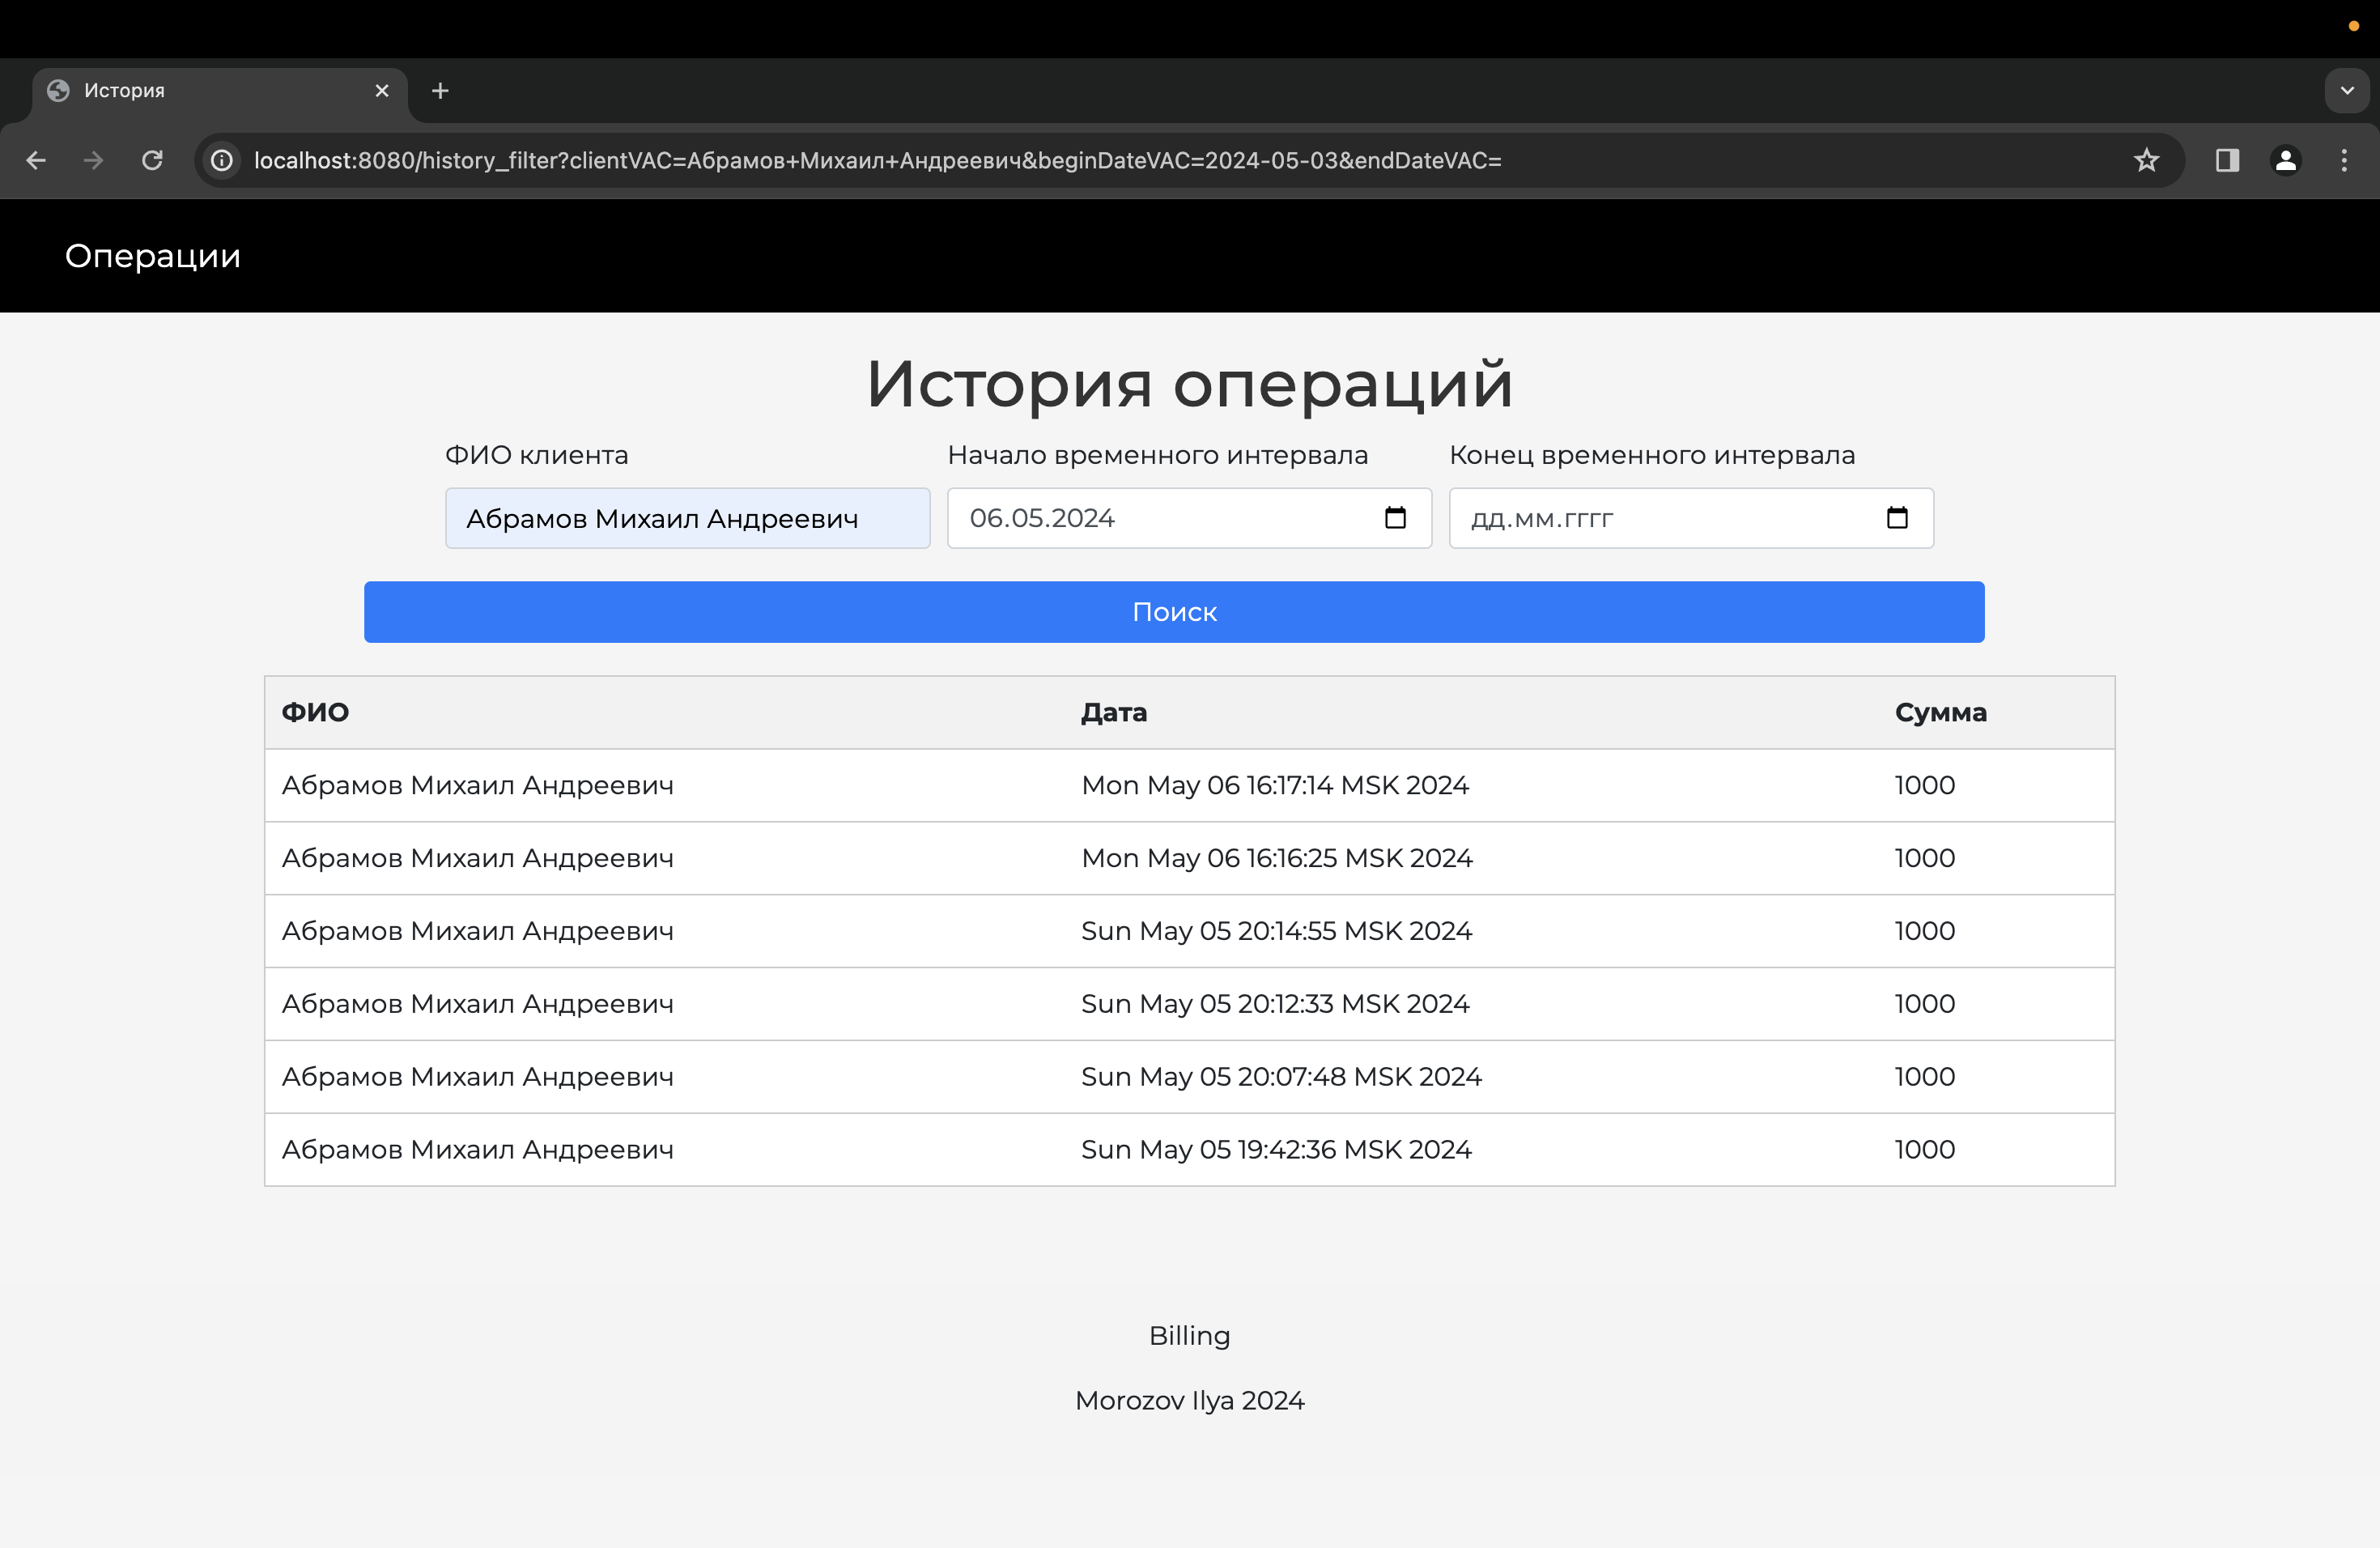 История
localhost:8080/history_filter?clientVAC=Абрамов+Михаил+Андреевич&beginDateVAC=2024-05-03&endDateVAC=
Операции
История операций
ФИО клиента Начало временного интервала Конец временного интервала
Абрамов Михаил Андреевич 06.05.2024 дд.мм.гггг
Поиск
ФИО Дата Сумма
Абрамов Михаил Андреевич Mon May 06 16:17:14 MSK 2024 1000
Абрамов Михаил Андреевич Mon May 06 16:16:25 MSK 2024 1000
Абрамов Михаил Андреевич Sun May 05 20:14:55 MSK 2024 1000
Абрамов Михаил Андреевич Sun May 05 20:12:33 MSK 2024 1000
Абрамов Михаил Андреевич Sun May 05 20:07:48 MSK 2024 1000
Абрамов Михаил Андреевич Sun May 05 19:42:36 MSK 2024 1000
Billing
Morozov Ilya 2024